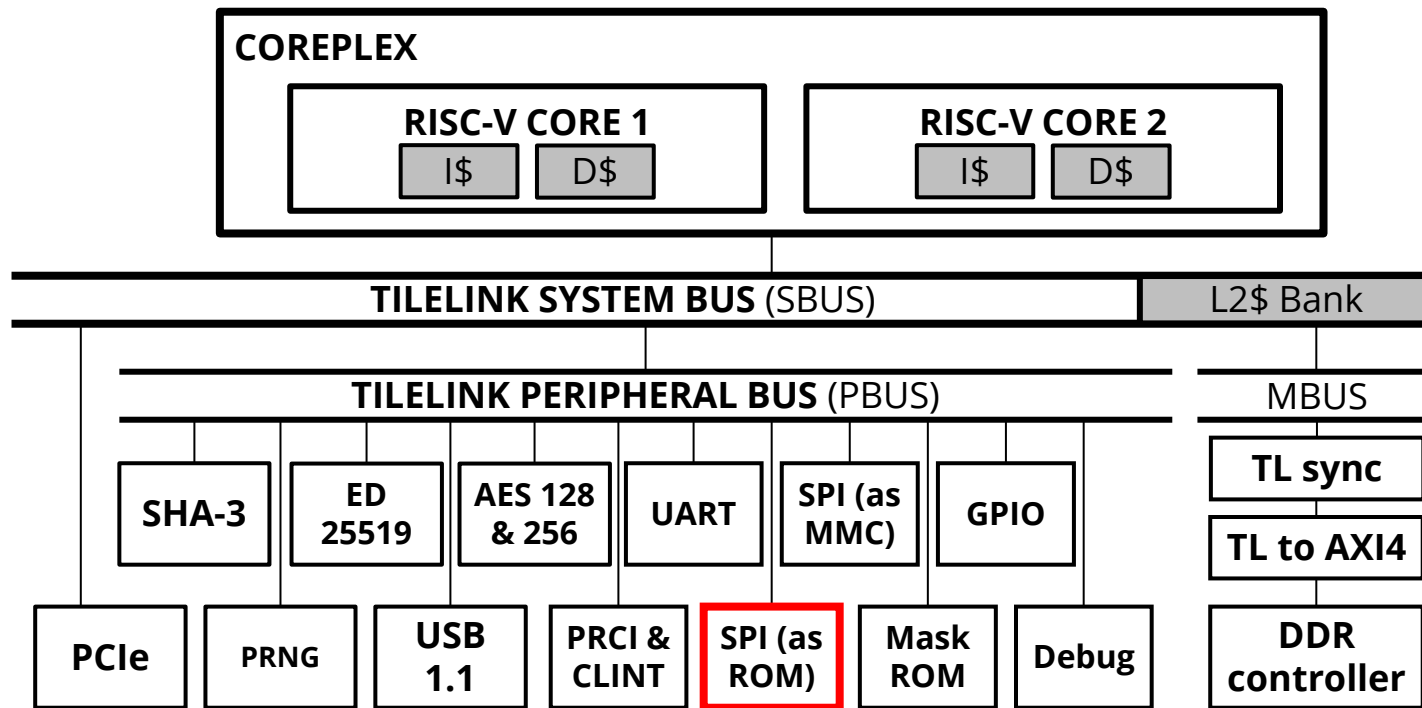 COREPLEX
RISC-V CORE 1
I$ D$
RISC-V CORE 2
I$ D$
TILELINK SYSTEM BUS (SBUS)
L2$ Bank
TILELINK PERIPHERAL BUS (PBUS)
MBUS
SHA-3
ED
25519
AES 128
& 256
UART
SPI (as
MMC)
GPIO
TL sync
TL to AXI4
PCIe
PRNG
USB
1.1
PRCI &
CLINT
SPI (as
ROM)
Mask
ROM
Debug
DDR
controller